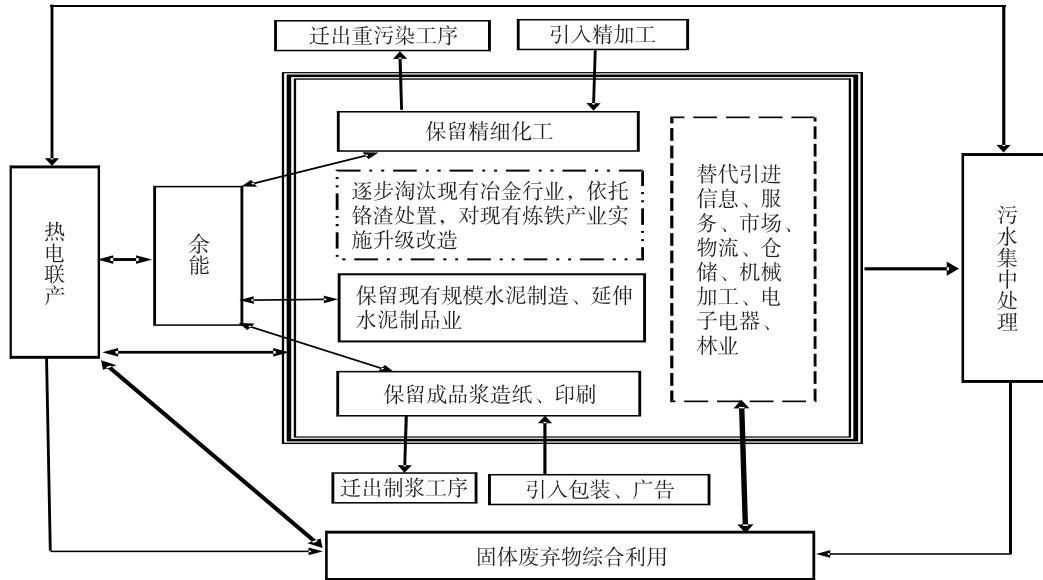 迁出重污染工序
引入精加工
保留精细化工
逐步淘汰现有冶金行业，依托
铬渣处置，对现有炼铁产业实
施升级改造
保留现有规模水泥制造、延伸
水泥制品业
保留成品浆造纸、印刷
替代引进
信息、服
务、市场、
物流、仓
储、机械
加工、电
子电器、
林业
热电联产
余能
污水集中处理
迁出制浆工序
引入包装、广告
固体废弃物综合利用